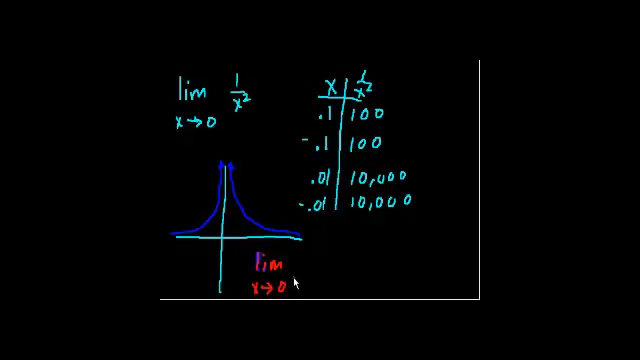 lim 1/x²
x→0
x | 1/x²
.1 | 100
-.1 | 100
.01 | 10,000
-.01 | 10,000
lim
x→0